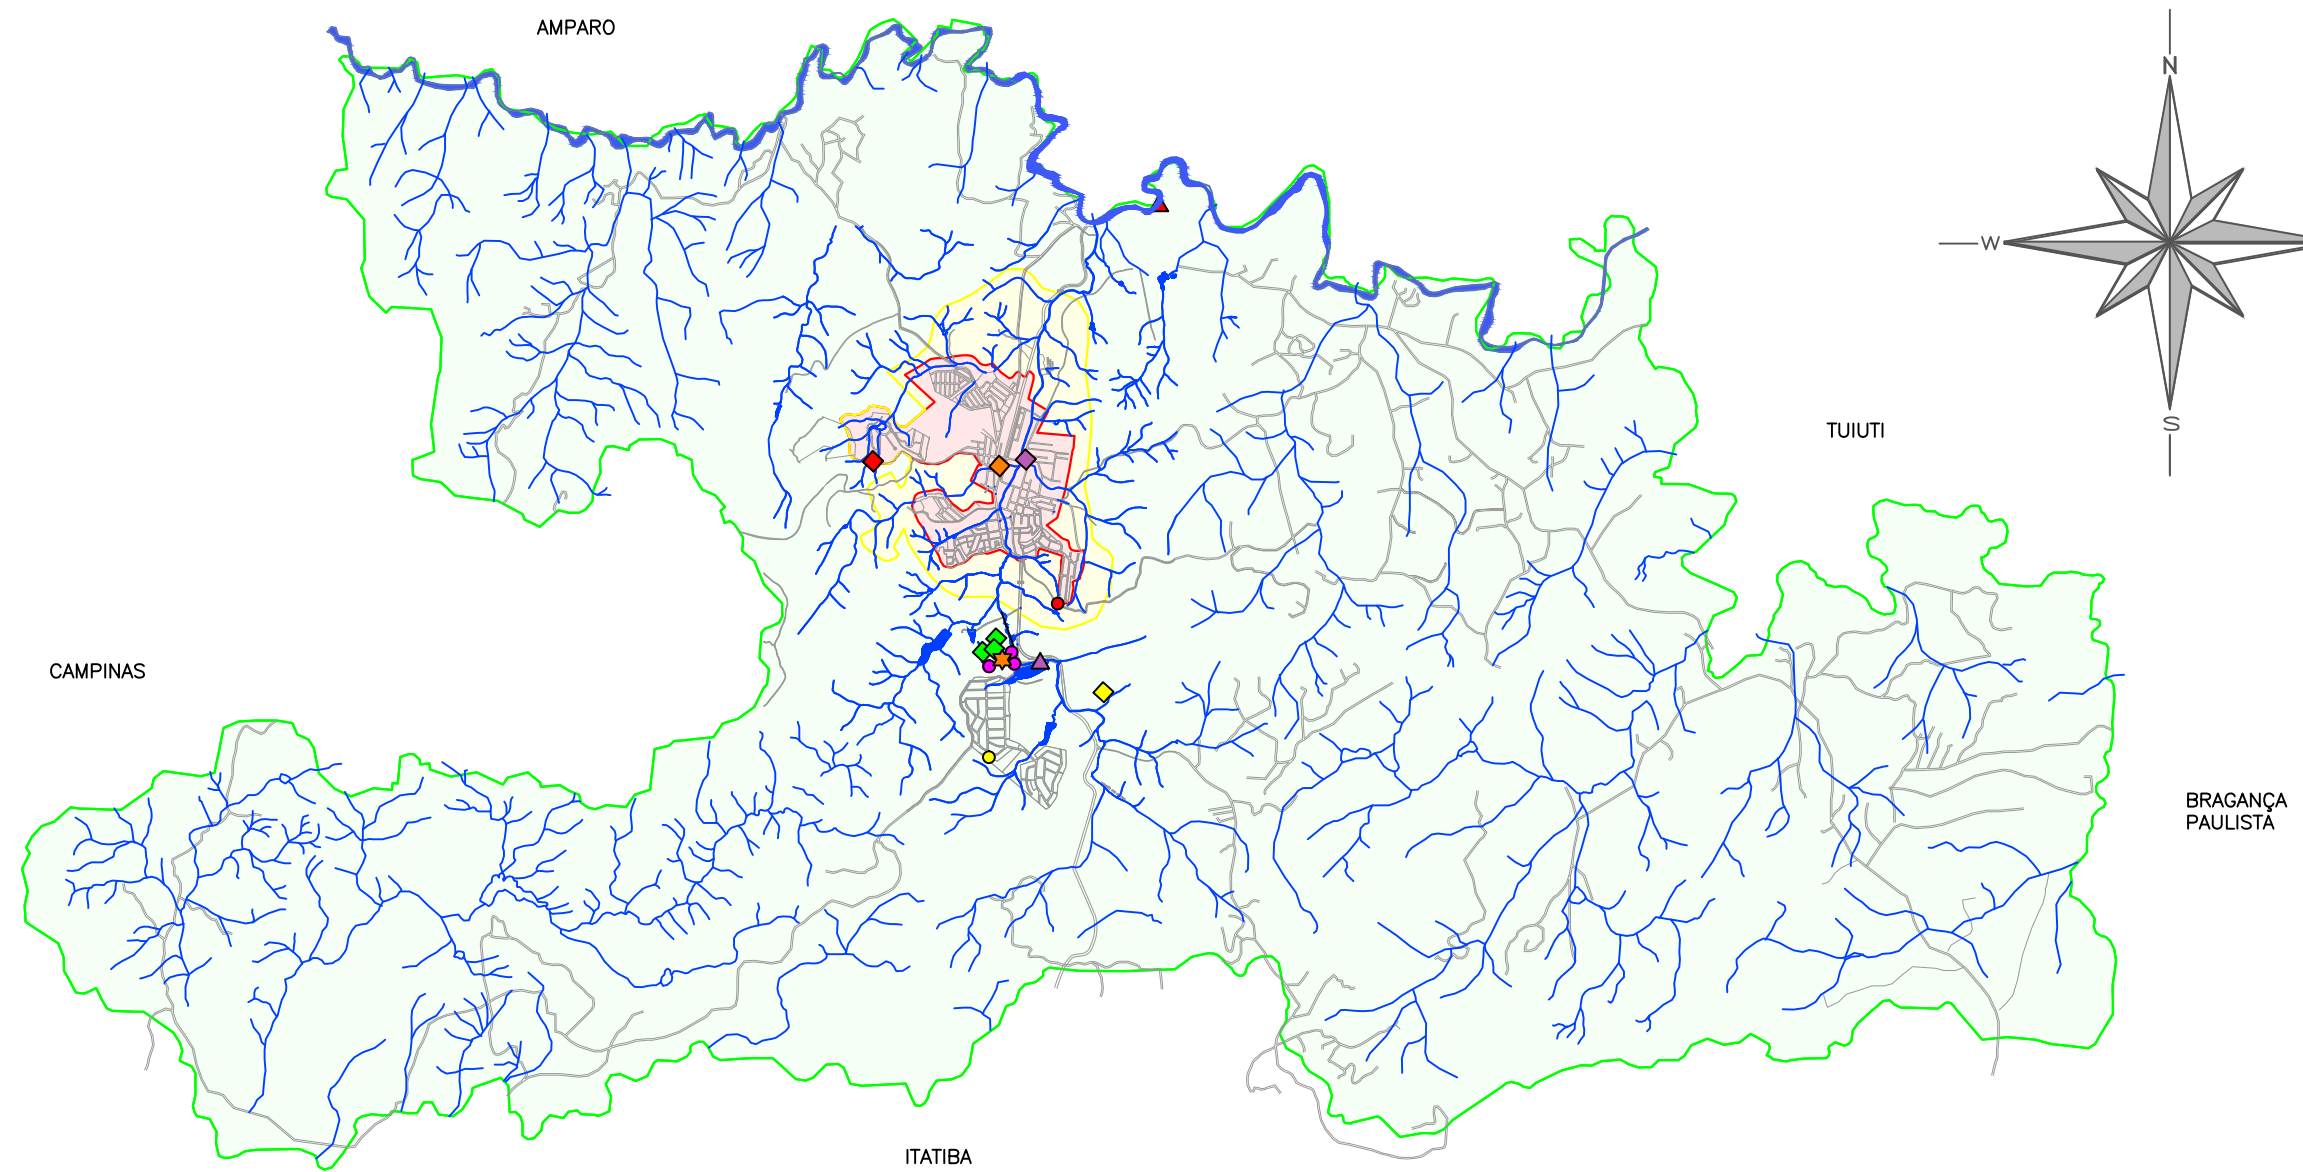 AMPARO
N
W
S
TUIUTI
CAMPINAS
BRAGANÇA
PAULISTA
ITATIBA